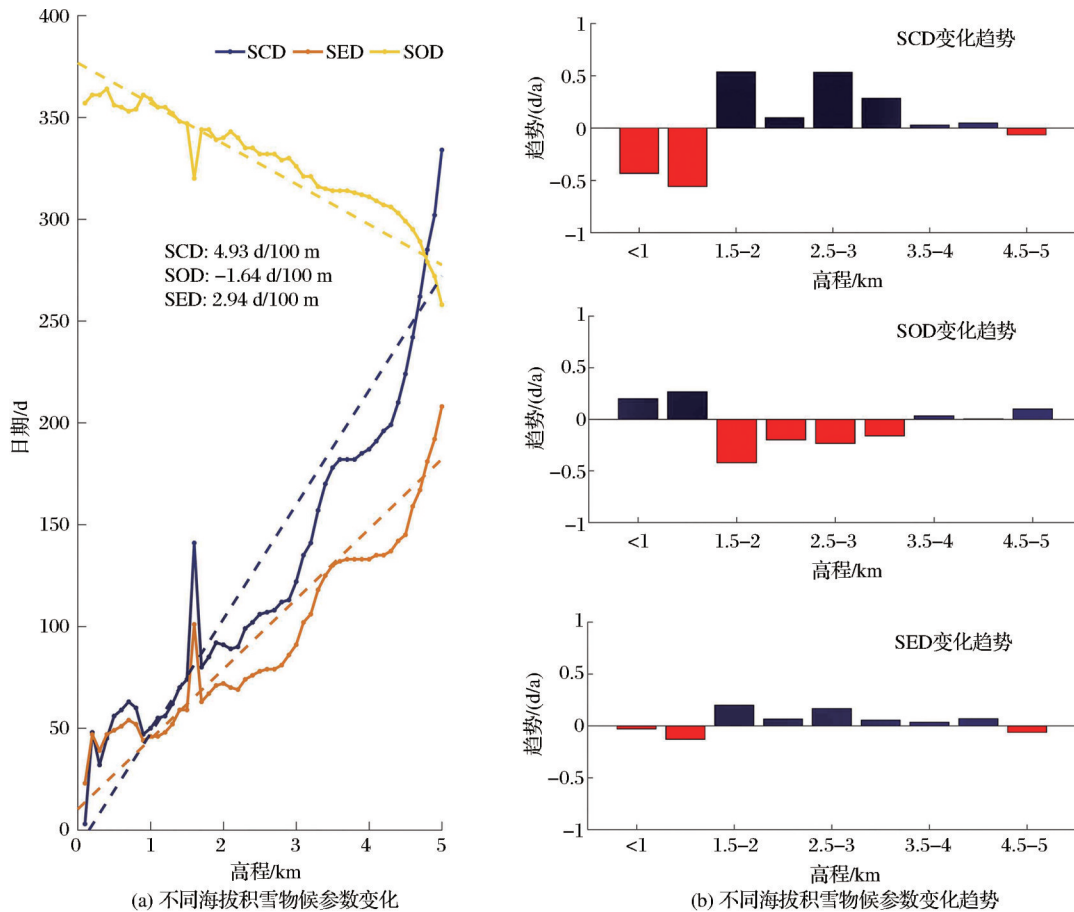 400
350
300
250
200
150
100
50
0
日期/d
SCD
SED
SOD
SCD: 4.93 d/100 m
SOD: −1.64 d/100 m
SED: 2.94 d/100 m
0 1 2 3 4 5
高程/km
(a) 不同海拔积雪物候参数变化
SCD变化趋势
1
0.5
0
−0.5
−1
趋势/(d/a)
<1 1.5−2 2.5−3 3.5−4 4.5−5
高程/km
SOD变化趋势
1
0.5
0
−0.5
−1
趋势/(d/a)
<1 1.5−2 2.5−3 3.5−4 4.5−5
高程/km
SED变化趋势
1
0.5
0
−0.5
−1
趋势/(d/a)
<1 1.5−2 2.5−3 3.5−4 4.5−5
高程/km
(b) 不同海拔积雪物候参数变化趋势